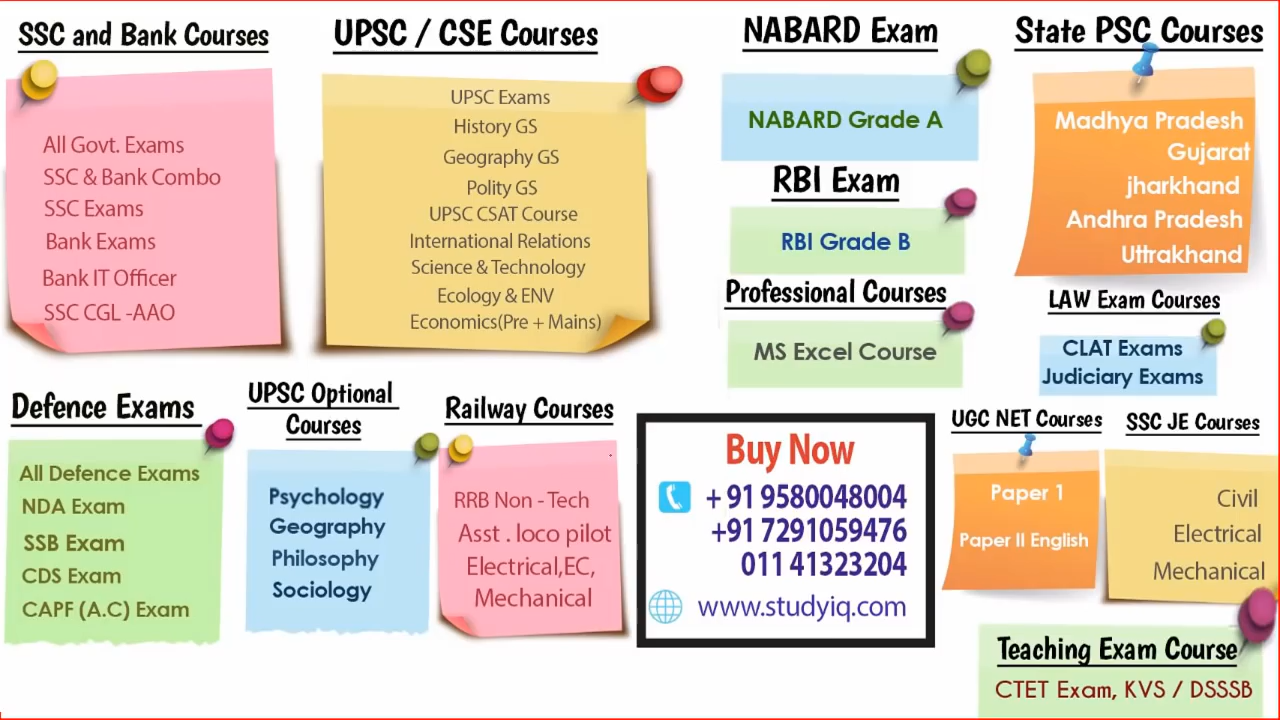 SSC and Bank Courses
All Govt. Exams
SSC & Bank Combo
SSC Exams
Bank Exams
Bank IT Officer
SSC CGL -AAO
UPSC / CSE Courses
UPSC Exams
History GS
Geography GS
Polity GS
UPSC CSAT Course
International Relations
Science & Technology
Ecology & ENV
Economics(Pre + Mains)
NABARD Exam
NABARD Grade A
RBI Exam
RBI Grade B
Professional Courses
MS Excel Course
State PSC Courses
Madhya Pradesh
Gujarat
jharkhand
Andhra Pradesh
Uttrakhand
LAW Exam Courses
CLAT Exams
Judiciary Exams
Defence Exams
All Defence Exams
NDA Exam
SSB Exam
CDS Exam
CAPF (A.C) Exam
UPSC Optional
Courses
Psychology
Geography
Philosophy
Sociology
Railway Courses
RRB Non - Tech
Asst . loco pilot
Electrical,EC,
Mechanical
Buy Now
+ 91 9580048004
+91 7291059476
011 41323204
www.studyiq.com
UGC NET Courses
Paper 1
Paper II English
SSC JE Courses
Civil
Electrical
Mechanical
Teaching Exam Course
CTET Exam, KVS / DSSSB